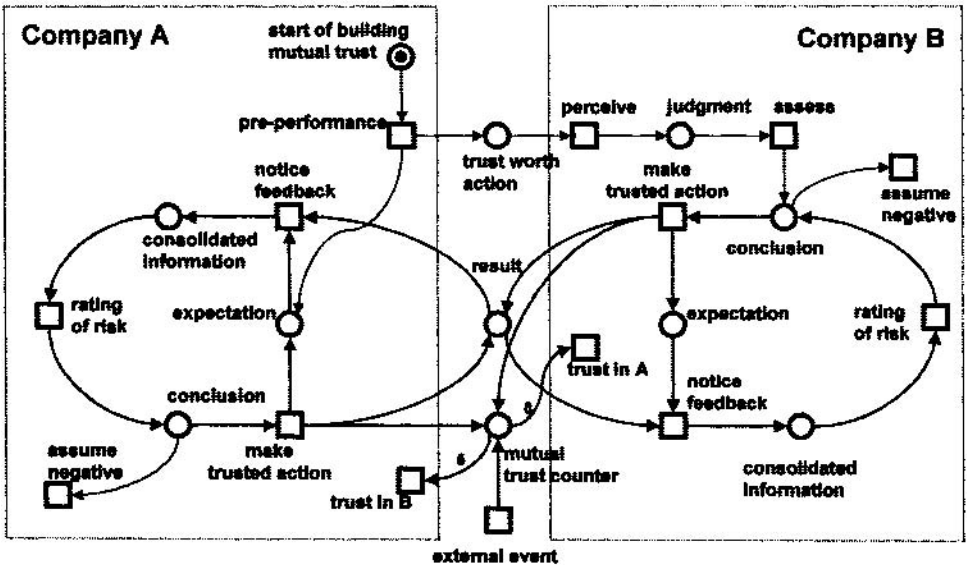 Company A
start of building
mutual trust
Company B
pre-performance
perceive
judgment
assess
trust worth
action
notice
feedback
make
trusted action
assume
negative
consolidated
information
conclusion
result
rating
of risk
expectation
expectation
rating
of risk
trust in A
conclusion
notice
feedback
assume
negative
make
trusted action
6
mutual
trust counter
consolidated
information
trust in B
external event